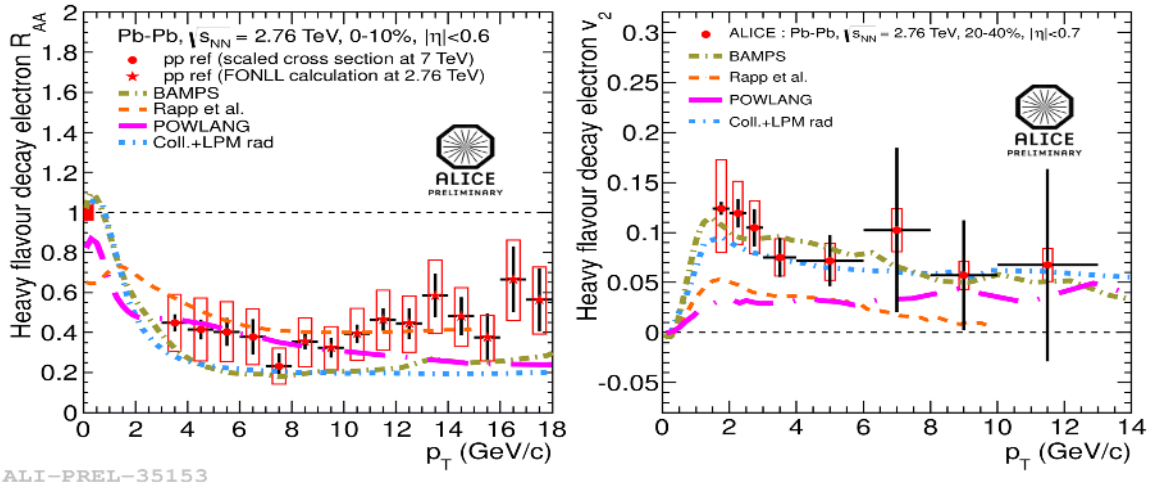 Pb-Pb, √sNN = 2.76 TeV, 0-10%, |η|<0.6
pp ref (scaled cross section at 7 TeV)
pp ref (FONLL calculation at 2.76 TeV)
BAMPS
Rapp et al.
POWLANG
Coll.+LPM rad
ALICE
PRELIMINARY
Heavy flavour decay electron RAA
2
1.8
1.6
1.4
1.2
1
0.8
0.6
0.4
0.2
0
0 2 4 6 8 10 12 14 16 18
pT (GeV/c)
ALICE : Pb-Pb, √sNN = 2.76 TeV, 20-40%, |η|<0.7
BAMPS
Rapp et al.
POWLANG
Coll.+LPM rad
ALICE
PRELIMINARY
Heavy flavour decay electron v2
0.3
0.25
0.2
0.15
0.1
0.05
0
-0.05
0 2 4 6 8 10 12 14
pT (GeV/c)
ALI-PREL-35153